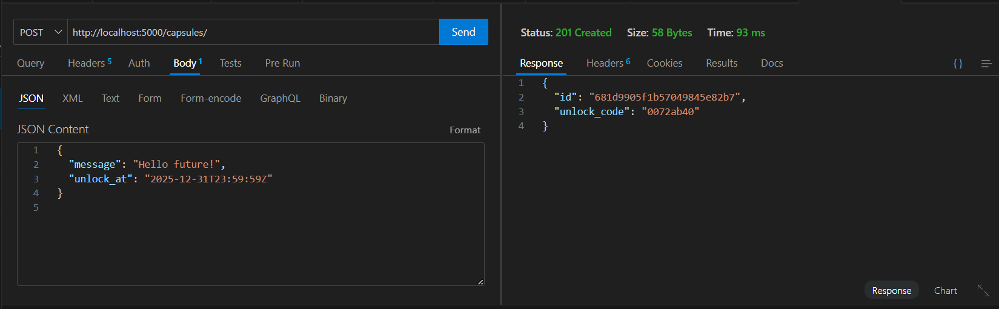 POST http://localhost:5000/capsules/ Send
Query Headers 5 Auth Body 1 Tests Pre Run
JSON XML Text Form Form-encode GraphQL Binary
JSON Content Format
1 {
2 "message": "Hello future!",
3 "unlock_at": "2025-12-31T23:59:59Z"
4 }
5
Status: 201 Created Size: 58 Bytes Time: 93 ms
Response Headers 6 Cookies Results Docs { }
1 {
2 "id": "681d9905f1b57049845e82b7",
3 "unlock_code": "0072ab40"
4 }
Response Chart